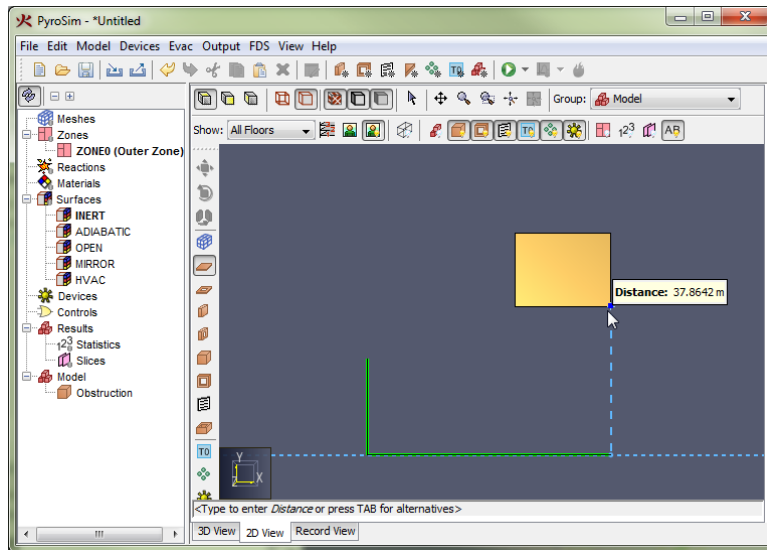 PyroSim - *Untitled
File Edit Model Devices Evac Output FDS View Help
Group: Model
Show: All Floors
Meshes
Zones
ZONE0 (Outer Zone)
Reactions
Materials
Surfaces
INERT
ADIABATIC
OPEN
MIRROR
HVAC
Devices
Controls
Results
Statistics
Slices
Model
Obstruction
Distance: 37.8642 m
Y
X
<Type to enter Distance or press TAB for alternatives>
3D View 2D View Record View